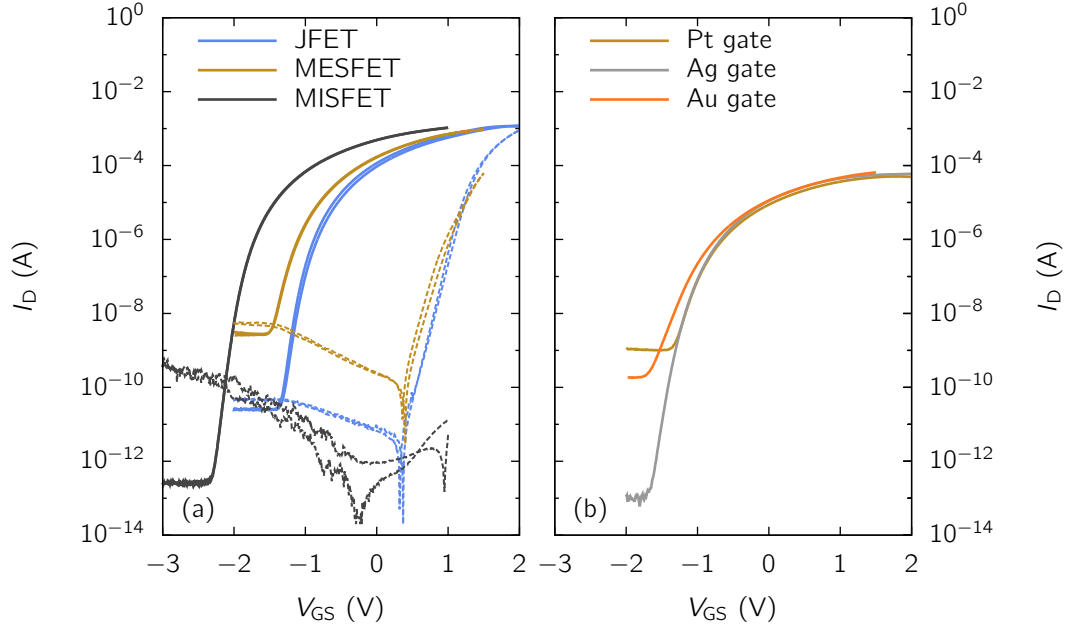 I_D (A)
10^0
10^−2
10^−4
10^−6
10^−8
10^−10
10^−12
10^−14
JFET
MESFET
MISFET
(a)
−3 −2 −1 0 1 2
V_GS (V)
Pt gate
Ag gate
Au gate
(b)
−3 −2 −1 0 1 2
V_GS (V)
10^0
10^−2
10^−4
10^−6
10^−8
10^−10
10^−12
10^−14
I_D (A)